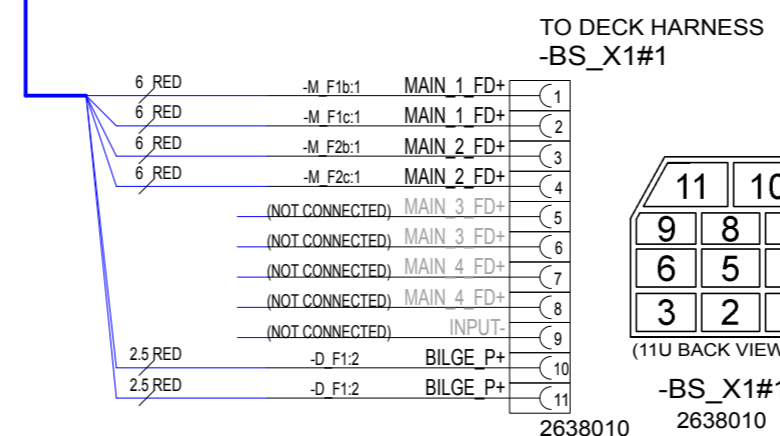 TO DECK HARNESS
-BS_X1#1
6 RED -M_F1b:1 MAIN_1_FD+ 1
6 RED -M_F1c:1 MAIN_1_FD+ 2
6 RED -M_F2b:1 MAIN_2_FD+ 3
6 RED -M_F2c:1 MAIN_2_FD+ 4
(NOT CONNECTED) MAIN_3_FD+ 5
(NOT CONNECTED) MAIN_3_FD+ 6
(NOT CONNECTED) MAIN_4_FD+ 7
(NOT CONNECTED) MAIN_4_FD+ 8
(NOT CONNECTED) INPUT- 9
2.5 RED -D_F1:2 BILGE_P+ 10
2.5 RED -D_F1:2 BILGE_P+ 11
2638010
11 10
9 8
6 5
3 2
(11U BACK VIEW
-BS_X1#1
2638010